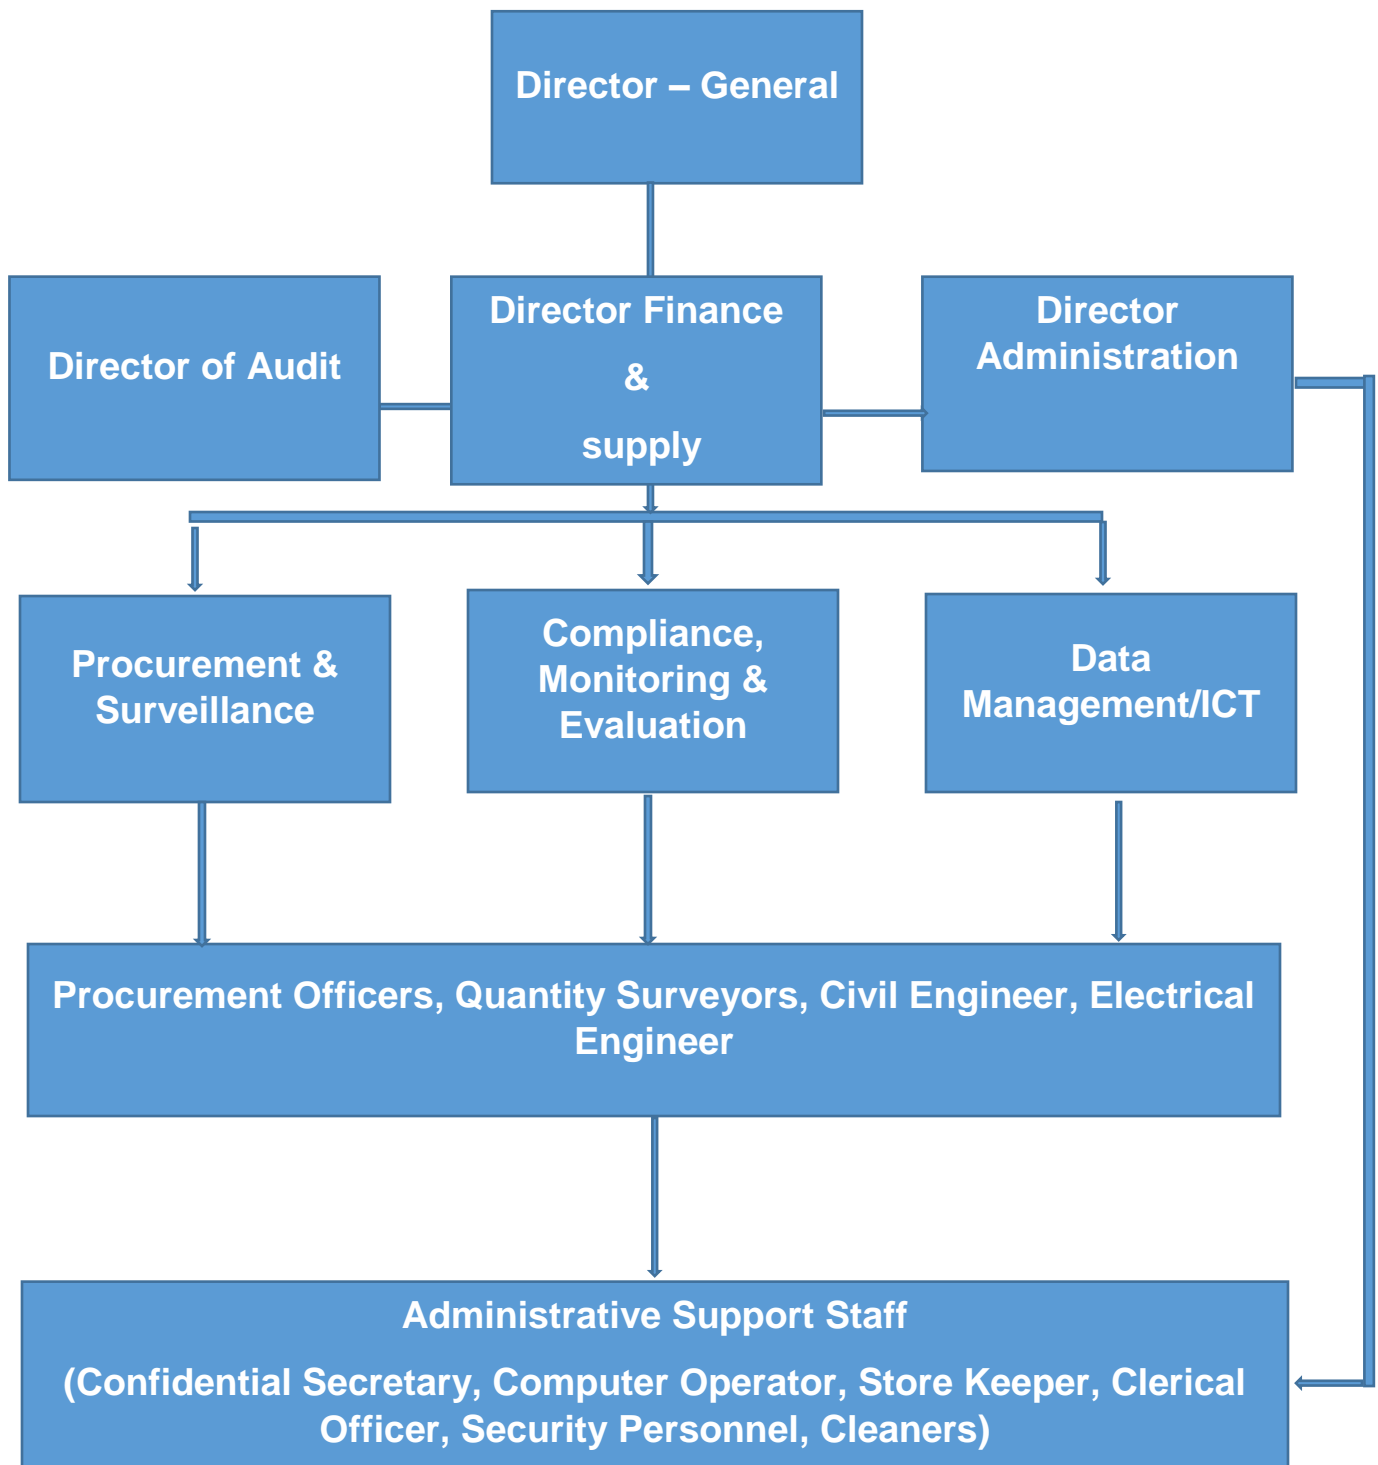 Director – General
Director of Audit
Director Finance
&
supply
Director
Administration
Procurement &
Surveillance
Compliance,
Monitoring &
Evaluation
Data
Management/ICT
Procurement Officers, Quantity Surveyors, Civil Engineer, Electrical
Engineer
Administrative Support Staff
(Confidential Secretary, Computer Operator, Store Keeper, Clerical
Officer, Security Personnel, Cleaners)